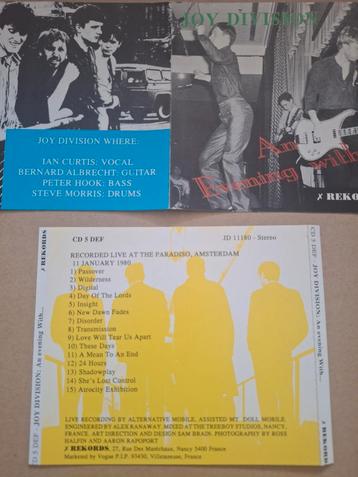 JOY DIVISION
JOY DIVISION WHERE:
IAN CURTIS: VOCAL
BERNARD ALBRECHT: GUITAR
PETER HOOK: BASS
STEVE MORRIS: DRUMS
An
Evening with
✗ REKORDS
CD 5 DEF
JD 11180 - Stereo
RECORDED LIVE AT THE PARADISO, AMSTERDAM
11 JANUARY 1980
1) Passover
2) Wilderness
3) Digital
4) Day Of The Lords
5) Insight
6) New Dawn Fades
7) Disorder
8) Transmission
9) Love Will Tear Us Apart
10) These Days
11) A Mean To An End
12) 24 Hours
13) Shadowplay
14) She's Lost Control
15) Atrocity Exhibition
LIVE RECORDING BY ALTERNATIVE MOBILE, ASSISTED MT. DOLL MOBILE.
ENGINEERED BY ALEX RANAWAY. MIXED AT THE TREEBOY STUDIOS, NANCY,
FRANCE. ART DIRECTION AND DESIGN SAM BRAIN. PHOTOGRAPHY BY ROSS
HALFIN AND AARON RAPOPORT
✗ REKORDS, 27, Rue Des Manéchaux, Nancy 5400 France
Marketed by Vogue P.I.P. 93430, Villetaneuse, France
CD 5 DEF - JOY DIVISION: An evening With... ✗ REKORDS
CD 5 DEF - JOY DIVISION: An evening With... ✗ REKORDS